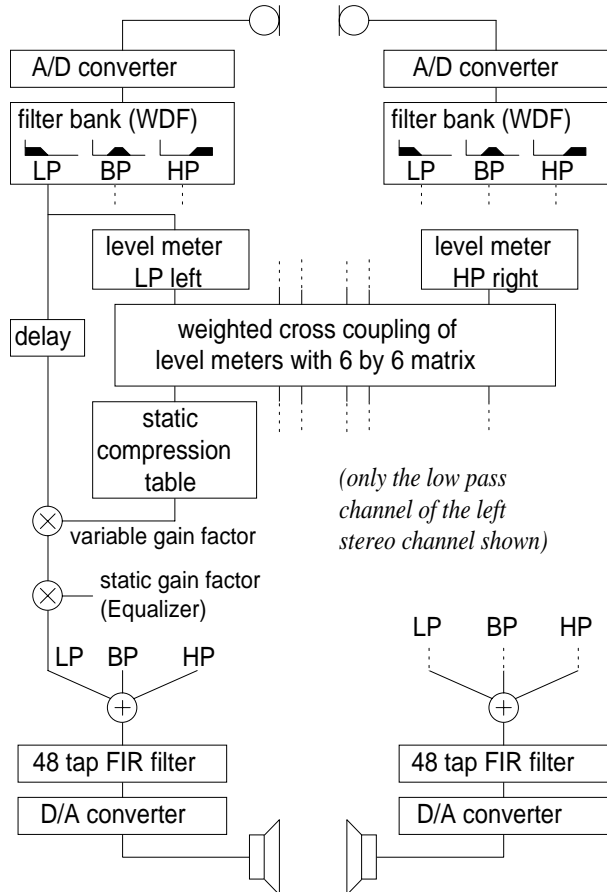 A/D converter
A/D converter
filter bank (WDF)
filter bank (WDF)
LP BP HP
LP BP HP
level meter
LP left
level meter
HP right
delay
weighted cross coupling of
level meters with 6 by 6 matrix
static
compression
table
(only the low pass
channel of the left
stereo channel shown)
variable gain factor
static gain factor
(Equalizer)
LP BP HP
LP BP HP
48 tap FIR filter
48 tap FIR filter
D/A converter
D/A converter